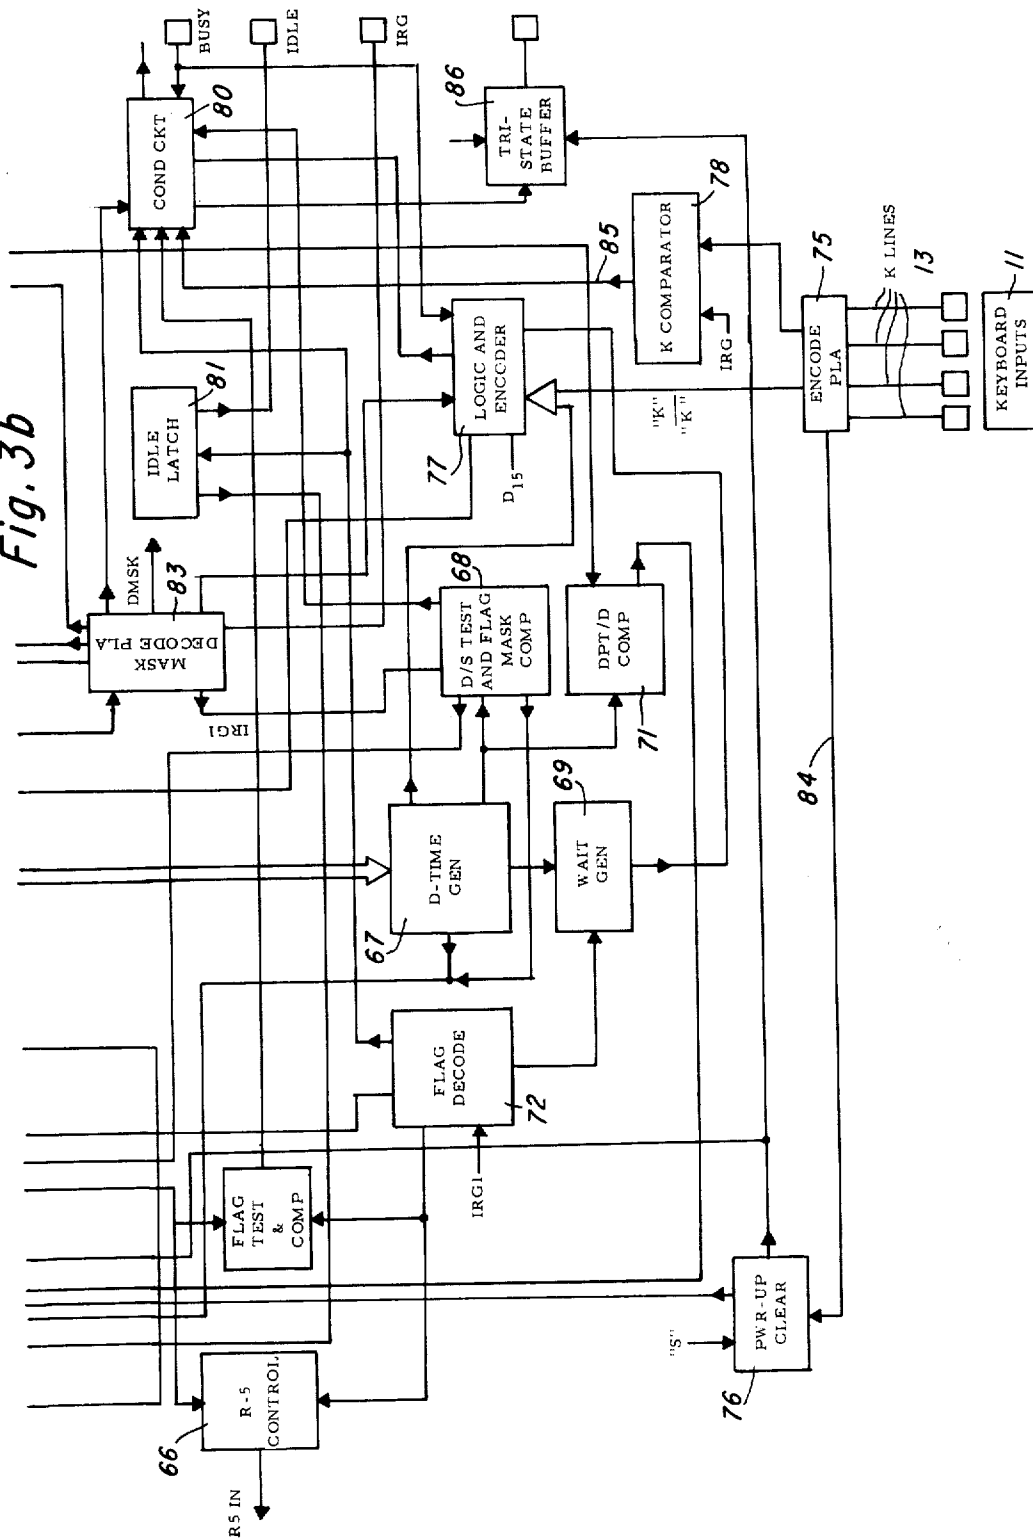 Fig. 3b
BUSY
IDLE
IRG
COND CKT
80
86
TRI-
STATE
BUFFER
IDLE
LATCH
81
DMSK
83
MASK
DECODE PLA
IRG1
LOGIC AND
ENCODER
77
D15
K COMPARATOR
78
85
IRG
"K"
"K"
ENCODE
PLA
75
K LINES
13
KEYBOARD
INPUTS
11
D/S TEST
AND FLAG
MASK
COMP
68
DPT/D
COMP
71
D-TIME
GEN
67
WAIT
GEN
69
84
FLAG
DECODE
72
IRG1
FLAG
TEST
&
COMP
R-5
CONTROL
66
R5 IN
"S"
PWR-UP
CLEAR
76